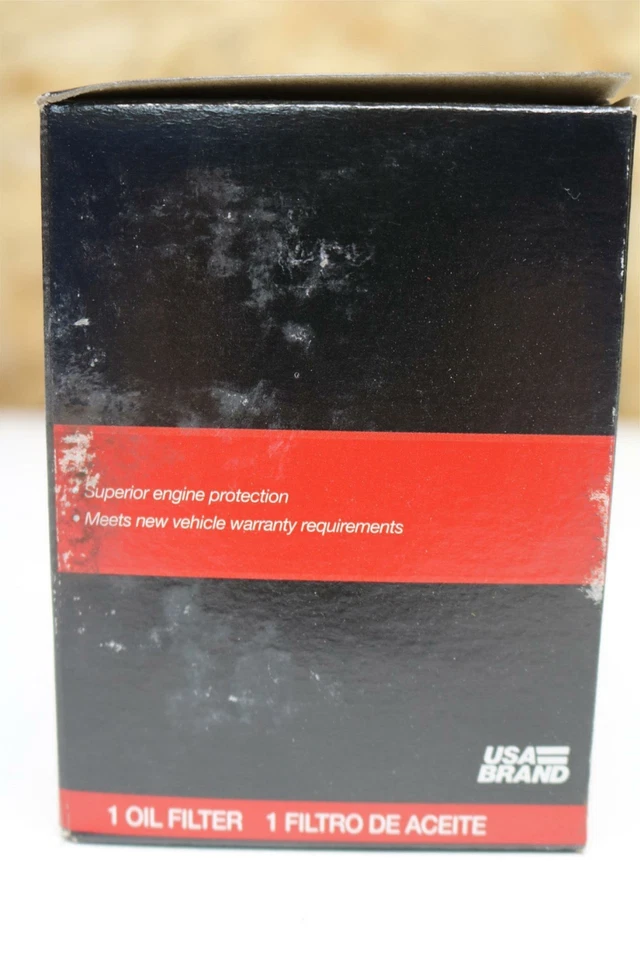 Superior engine protection
• Meets new vehicle warranty requirements
USA
BRAND
1 OIL FILTER 1 FILTRO DE ACEITE